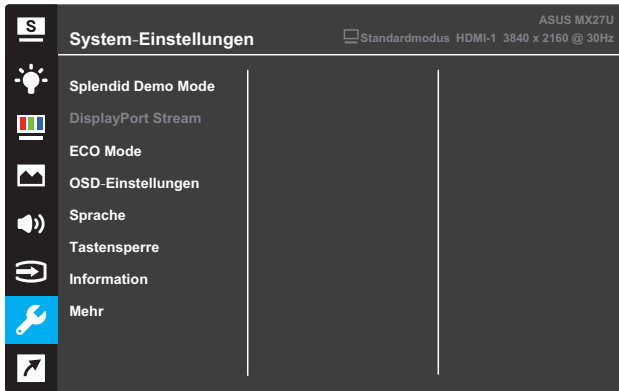 S
ASUS MX27U
System-Einstellungen
Standardmodus HDMI-1 3840 x 2160 @ 30Hz
Splendid Demo Mode
DisplayPort Stream
ECO Mode
OSD-Einstellungen
Sprache
Tastensperre
Information
Mehr